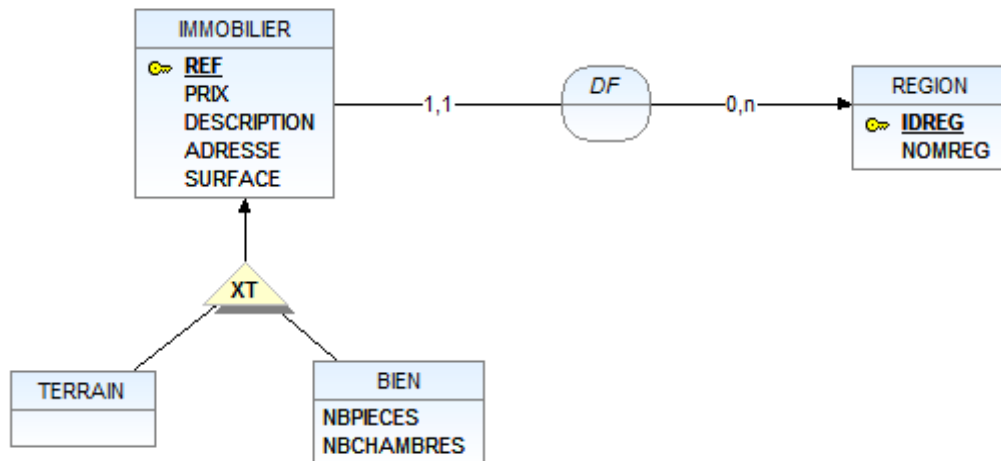 IMMOBILIER
REF
PRIX
DESCRIPTION
ADRESSE
SURFACE
1,1
DF
0,n
REGION
IDREG
NOMREG
XT
TERRAIN
BIEN
NBPIECES
NBCHAMBRES